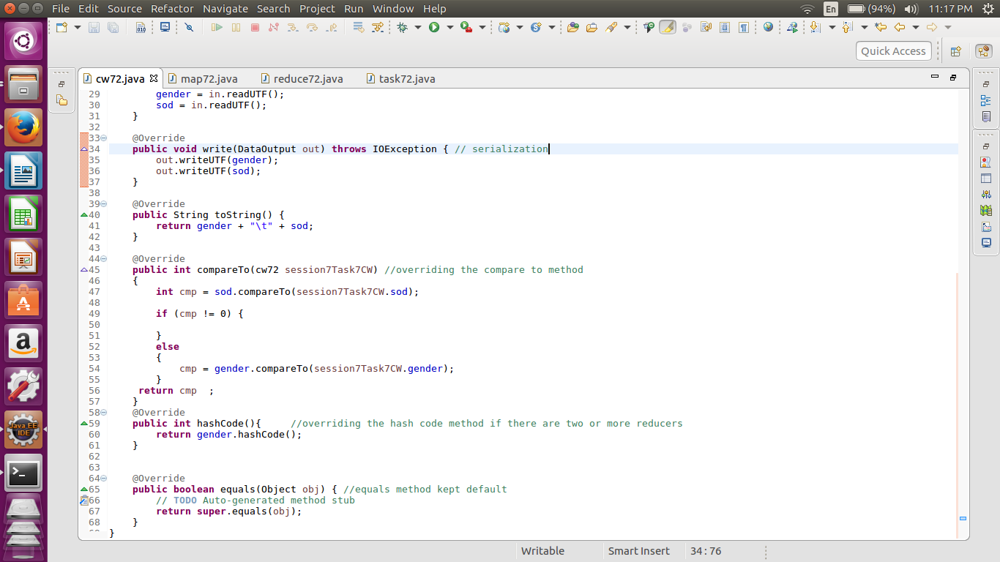 File Edit Source Refactor Navigate Search Project Run Window Help
En (94%) 11:17 PM
Quick Access
cw72.java map72.java reduce72.java task72.java
29 gender = in.readUTF();
30 sod = in.readUTF();
31 }
32
33 @Override
34 public void write(DataOutput out) throws IOException { // serialization
35 out.writeUTF(gender);
36 out.writeUTF(sod);
37 }
38
39 @Override
40 public String toString() {
41 return gender + "\t" + sod;
42 }
43
44 @Override
45 public int compareTo(cw72 session7Task7CW) //overriding the compare to method
46 {
47 int cmp = sod.compareTo(session7Task7CW.sod);
48
49 if (cmp != 0) {
50
51 }
52 else
53 {
54 cmp = gender.compareTo(session7Task7CW.gender);
55 }
56 return cmp ;
57 }
58 @Override
59 public int hashCode(){ //overriding the hash code method if there are two or more reducers
60 return gender.hashCode();
61 }
62
63
64 @Override
65 public boolean equals(Object obj) { //equals method kept default
66 // TODO Auto-generated method stub
67 return super.equals(obj);
68 }
}
Java EE
IDE
Writable Smart Insert 34 : 76